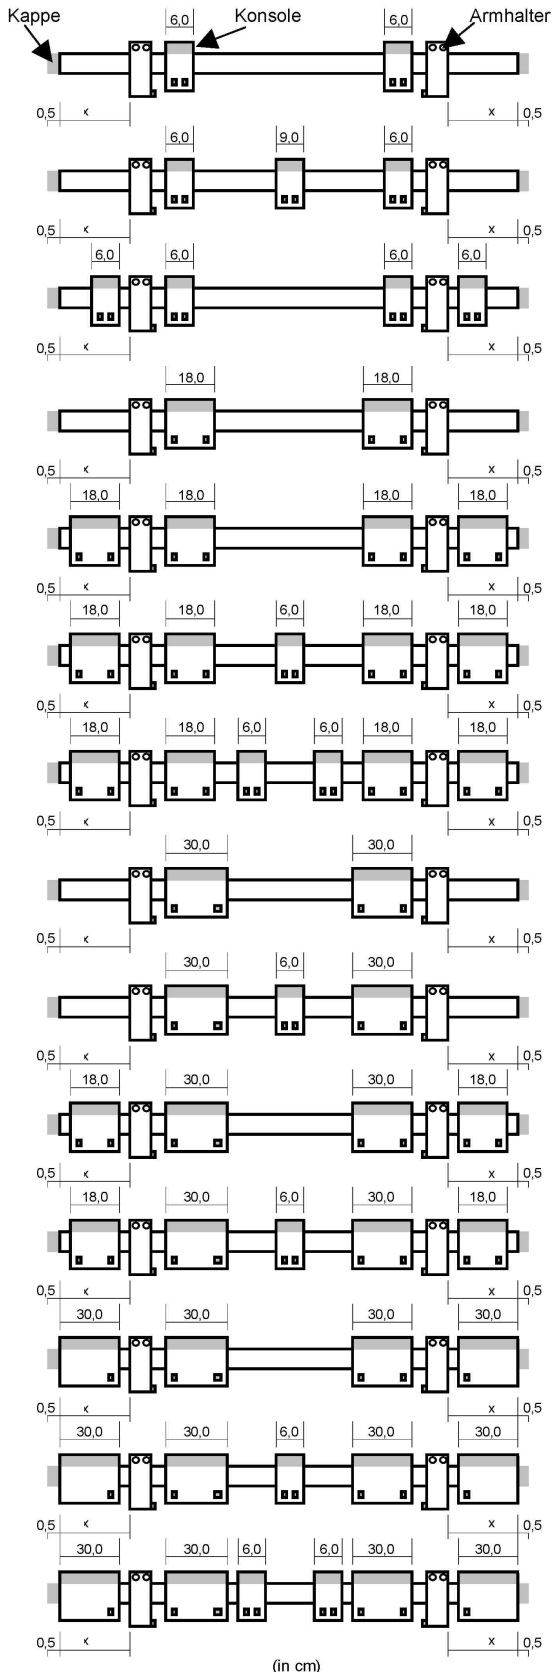 Kappe Konsole Armhalter
6,0 6,0
0,5 x x 0,5
6,0 9,0 6,0
0,5 x x 0,5
6,0 6,0 6,0 6,0
0,5 x x 0,5
18,0 18,0
0,5 x x 0,5
18,0 18,0 18,0 18,0
0,5 x x 0,5
18,0 18,0 6,0 18,0 18,0
0,5 x x 0,5
18,0 18,0 6,0 6,0 18,0 18,0
0,5 x x 0,5
30,0 30,0
0,5 x x 0,5
30,0 6,0 30,0
0,5 x x 0,5
18,0 30,0 30,0 18,0
0,5 x x 0,5
18,0 30,0 6,0 30,0 18,0
0,5 x x 0,5
30,0 30,0 30,0 30,0
0,5 x x 0,5
30,0 30,0 6,0 30,0 30,0
0,5 x x 0,5
30,0 30,0 6,0 6,0 30,0 30,0
0,5 x x 0,5
(in cm)